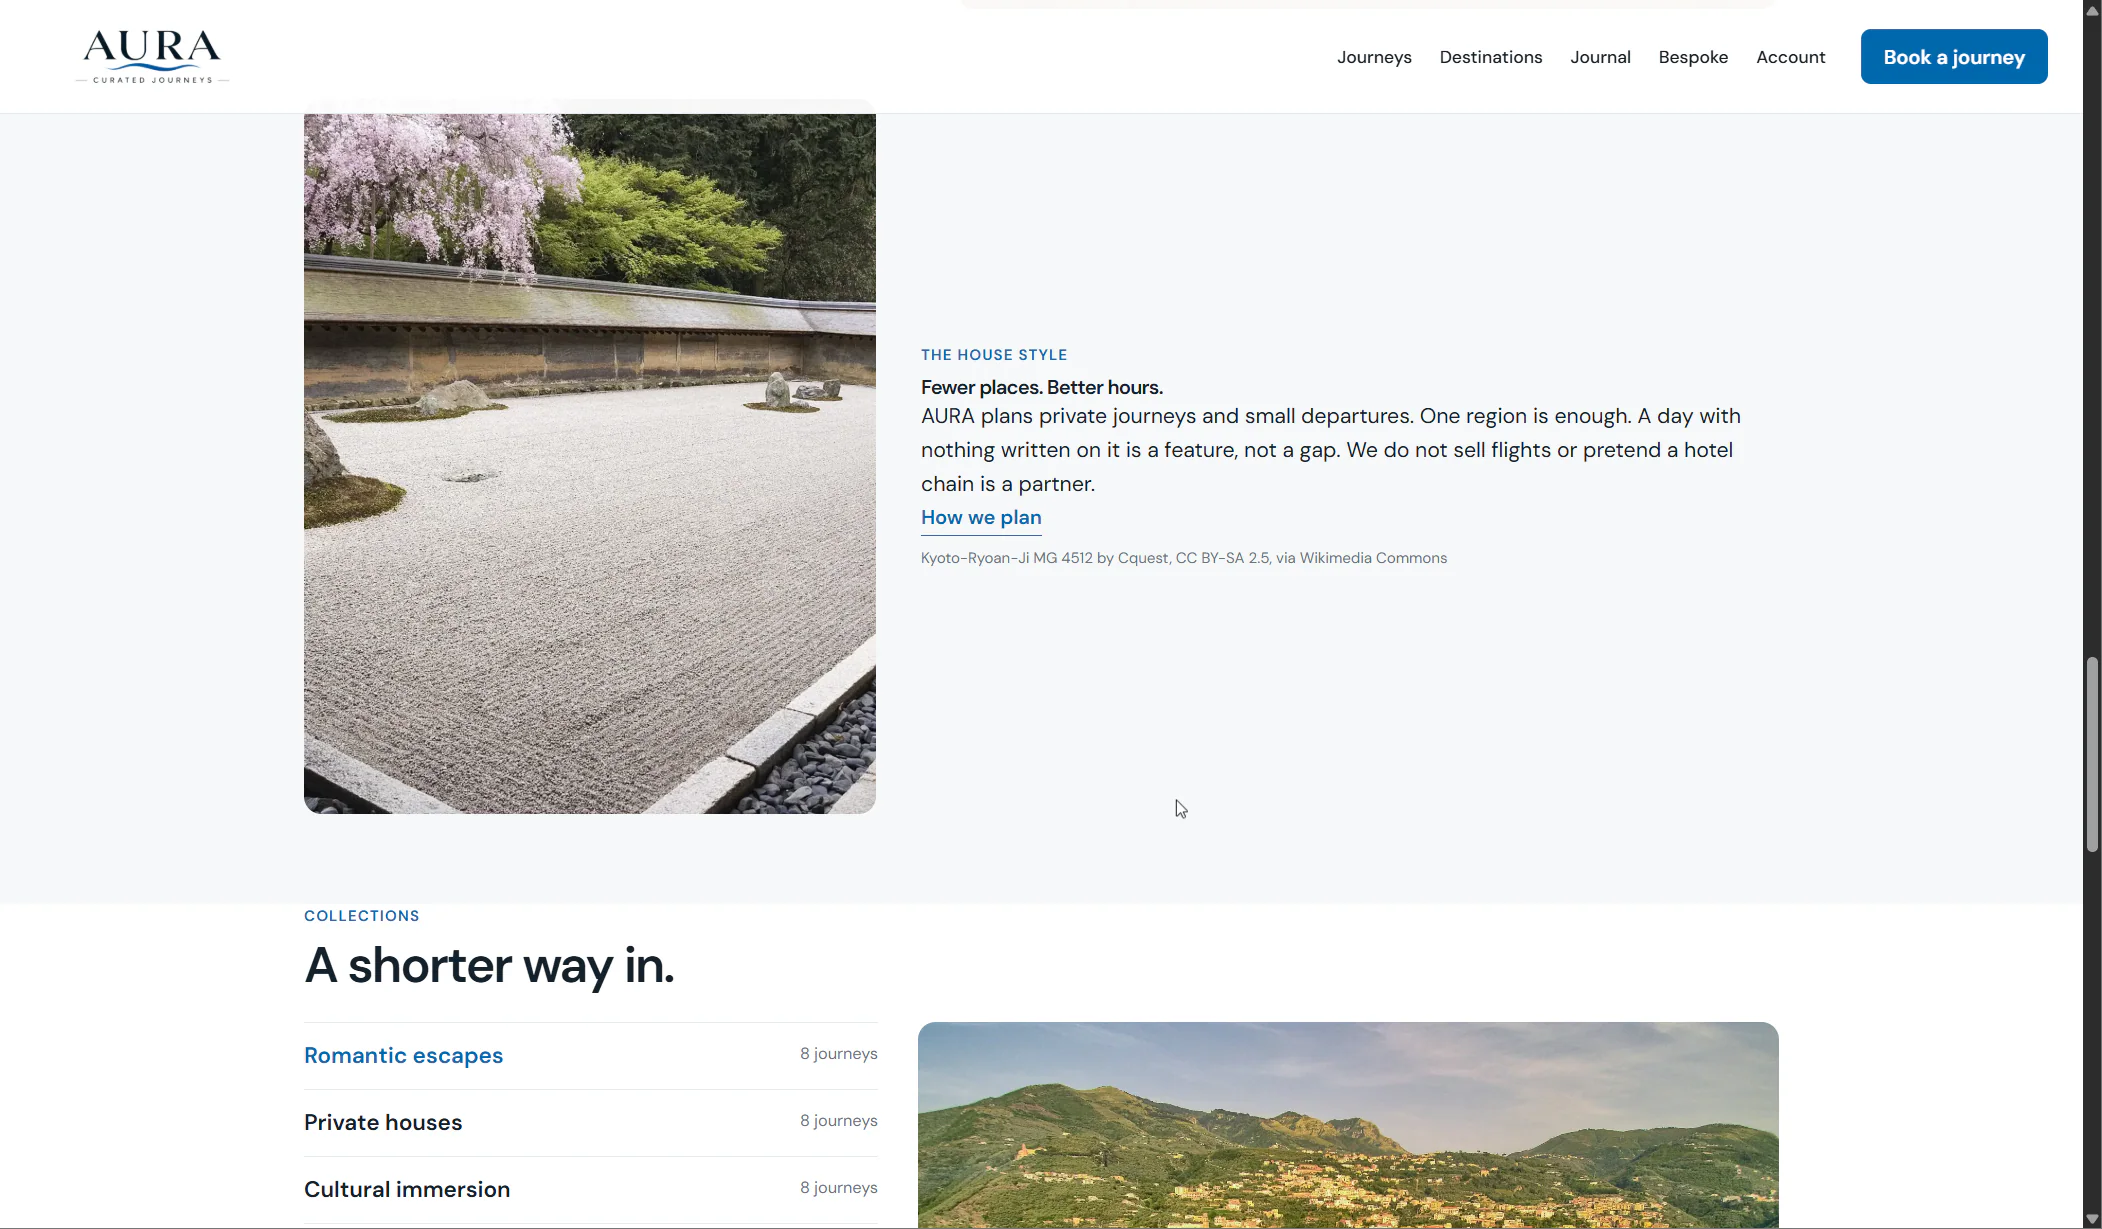 AURA
CURATED JOURNEYS
Journeys
Destinations
Journal
Bespoke
Account
Book a journey
THE HOUSE STYLE
Fewer places. Better hours.
AURA plans private journeys and small departures. One region is enough. A day with
nothing written on it is a feature, not a gap. We do not sell flights or pretend a hotel
chain is a partner.
How we plan
Kyoto-Ryoan-Ji MG 4512 by Cquest, CC BY-SA 2.5, via Wikimedia Commons
COLLECTIONS
A shorter way in.
Romantic escapes 8 journeys
Private houses 8 journeys
Cultural immersion 8 journeys